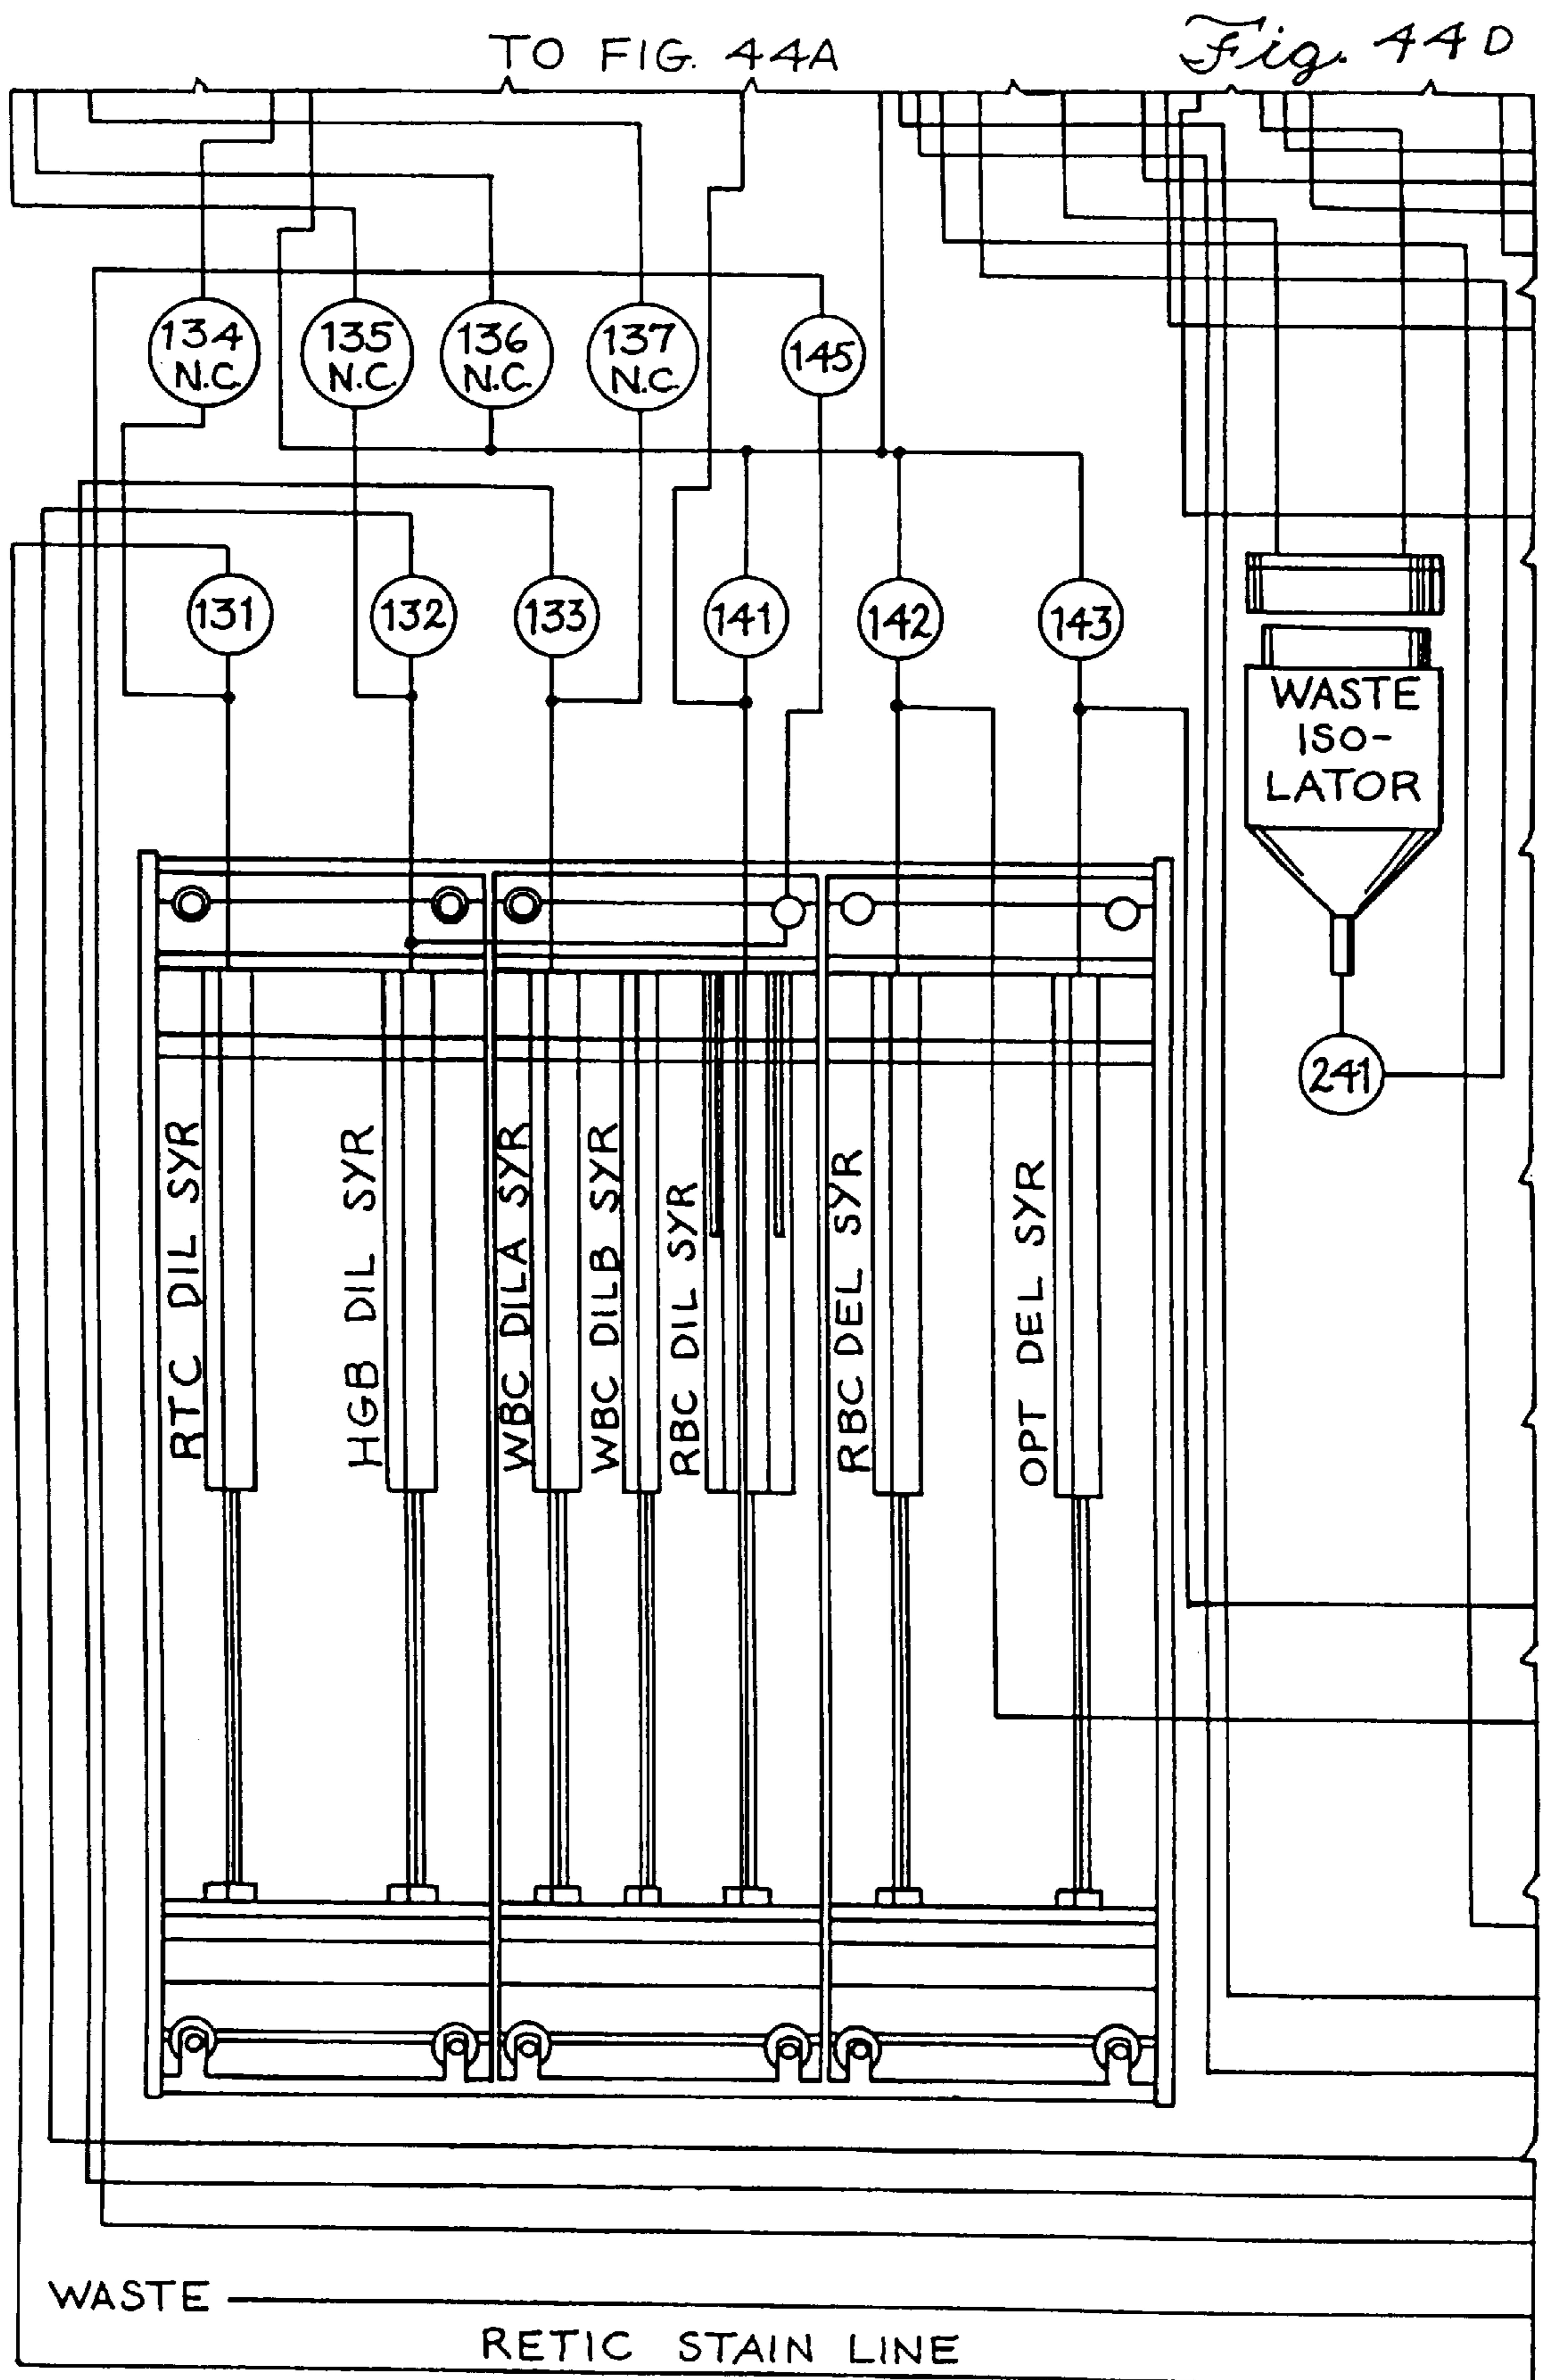 TO FIG. 44A
Fig. 44D
134
N.C.
135
N.C.
136
N.C.
137
N.C.
145
131
132
133
141
142
143
WASTE
ISO-
LATOR
241
RTC DIL SYR
HGB DIL SYR
WBC DILA SYR
WBC DILB SYR
RBC DIL SYR
RBC DEL SYR
OPT DEL SYR
WASTE
RETIC STAIN LINE